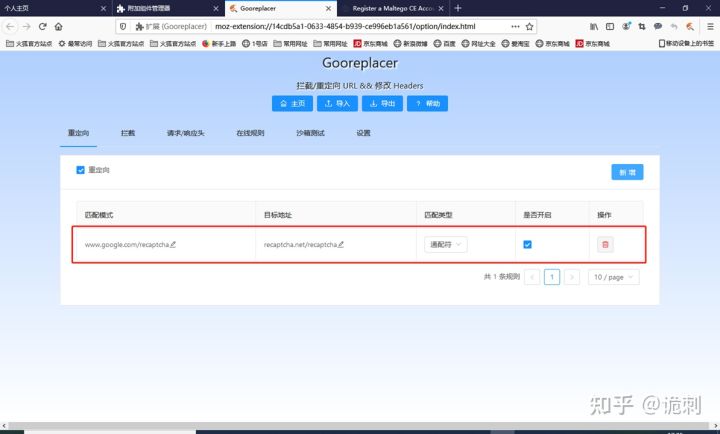 个人主页 附加组件管理器 Gooreplacer Register a Maltego CE Accou
扩展 (Gooreplacer) moz-extension://14cdb5a1-0633-4854-b939-ce996eb1a561/option/index.html
火狐官方站点 最常访问 火狐官方站点 新手上路 1号店 常用网址 常用网址 JD 京东商城 新浪微博 百度 网址大全 京东商城 爱淘宝 火狐官方站点 JD 京东商城 移动设备上的书签
Gooreplacer
拦截/重定向 URL && 修改 Headers
主页 导入 导出 ? 帮助
重定向 拦截 请求/响应头 在线规则 沙箱测试 设置
重定向 新 增
匹配模式 目标地址 匹配类型 是否开启 操作
www.google.com/recaptcha recaptcha.net/recaptcha 通配符
共 1 条规则 < 1 > 10 / page
知乎 @诡刺